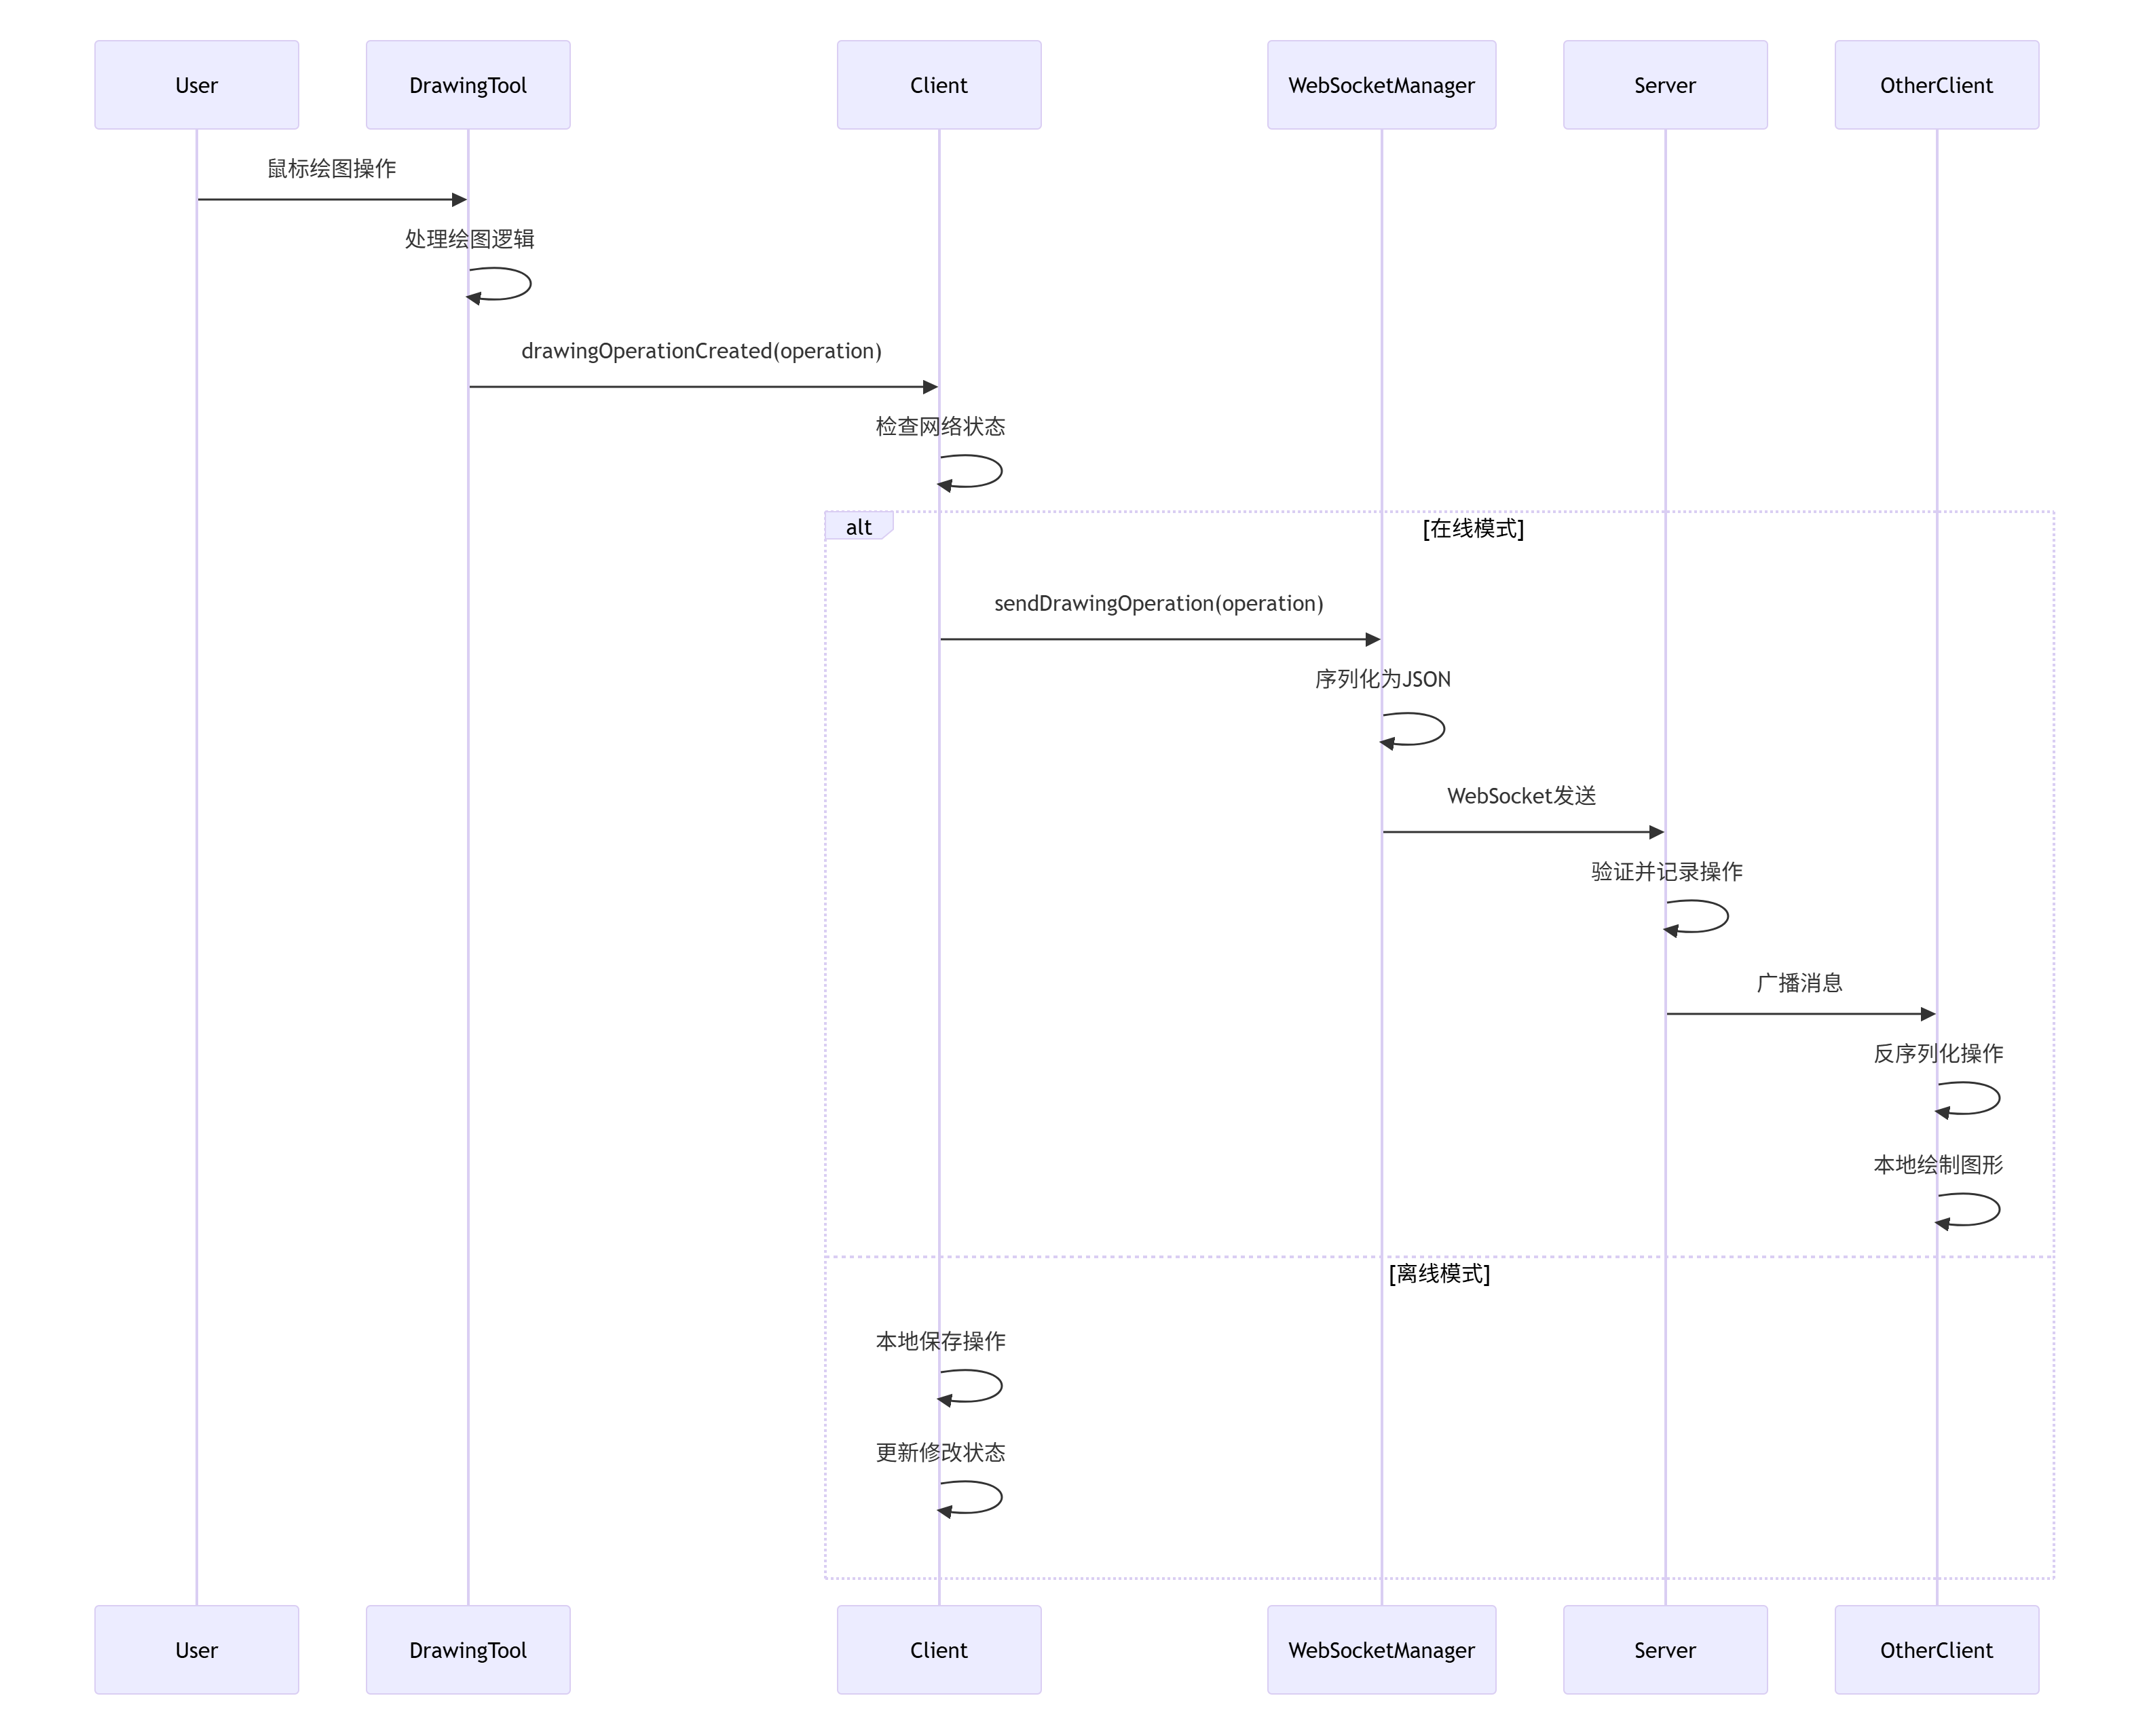 User
DrawingTool
Client
WebSocketManager
Server
OtherClient
鼠标绘图操作
处理绘图逻辑
drawingOperationCreated(operation)
检查网络状态
alt
[在线模式]
sendDrawingOperation(operation)
序列化为JSON
WebSocket发送
验证并记录操作
广播消息
反序列化操作
本地绘制图形
[离线模式]
本地保存操作
更新修改状态
User
DrawingTool
Client
WebSocketManager
Server
OtherClient